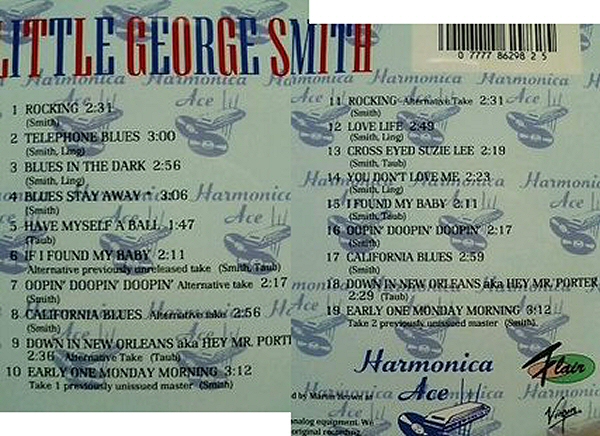 LITTLE GEORGE SMITH
1 ROCKING 2:31
(Smith)
2 TELEPHONE BLUES 3:00
(Smith, Ling)
3 BLUES IN THE DARK 2:56
(Smith, Ling)
4 BLUES STAY AWAY 3:06
(Smith)
5 HAVE MYSELF A BALL 1:47
(Taub)
6 IF I FOUND MY BABY 2:11
Alternative previously unreleased take (Smith, Taub)
7 OOPIN' DOOPIN' DOOPIN' Alternative take 2:17
(Smith)
8 CALIFORNIA BLUES Alternative take 2:56
(Smith)
9 DOWN IN NEW ORLEANS aka HEY MR. PORT
2:36 Alternative Take (Taub)
10 EARLY ONE MONDAY MORNING 3:12
Take 1 previously unissued master (Smith)
0 7777 86298 2 5
11 ROCKING Alternative Take 2:31
(Smith)
12 LOVE LIFE 2:49
(Smith, Ling)
13 CROSS EYED SUZIE LEE 2:19
(Smith, Taub)
14 YOU DON'T LOVE ME 2:23
(Smith, Ling)
15 I FOUND MY BABY 2:11
(Smith, Taub)
16 OOPIN' DOOPIN' DOOPIN' 2:17
(Smith)
17 CALIFORNIA BLUES 2:59
(Smith)
18 DOWN IN NEW ORLEANS aka HEY MR. PORTER
2:29 (Taub)
19 EARLY ONE MONDAY MORNING 3:12
Take 2 previously unissued master (Smith)
Harmonica
Ace
Flair
Virgin
analog equipment. We
original recording.